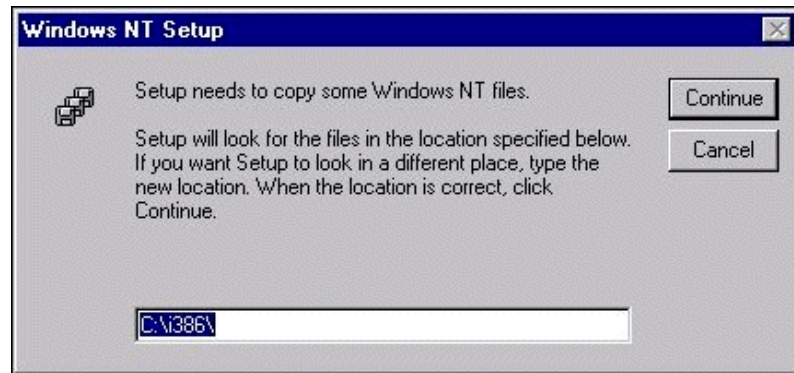 Windows NT Setup
Setup needs to copy some Windows NT files.
Continue
Setup will look for the files in the location specified below.
If you want Setup to look in a different place, type the
new location. When the location is correct, click
Continue.
Cancel
C:\i386\